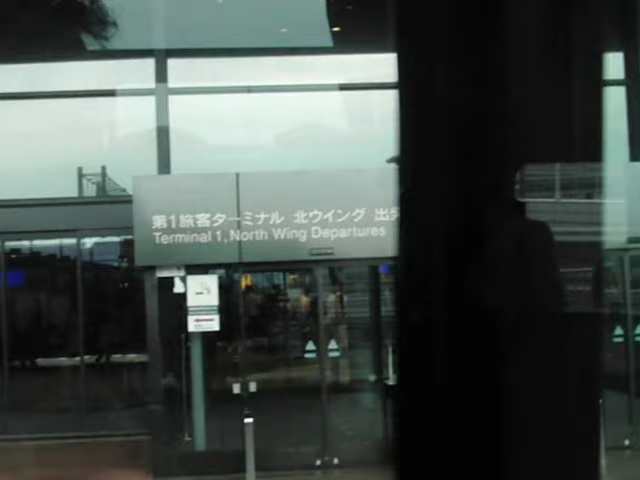 第1旅客ターミナル 北ウイング 出
Terminal 1, North Wing Departures